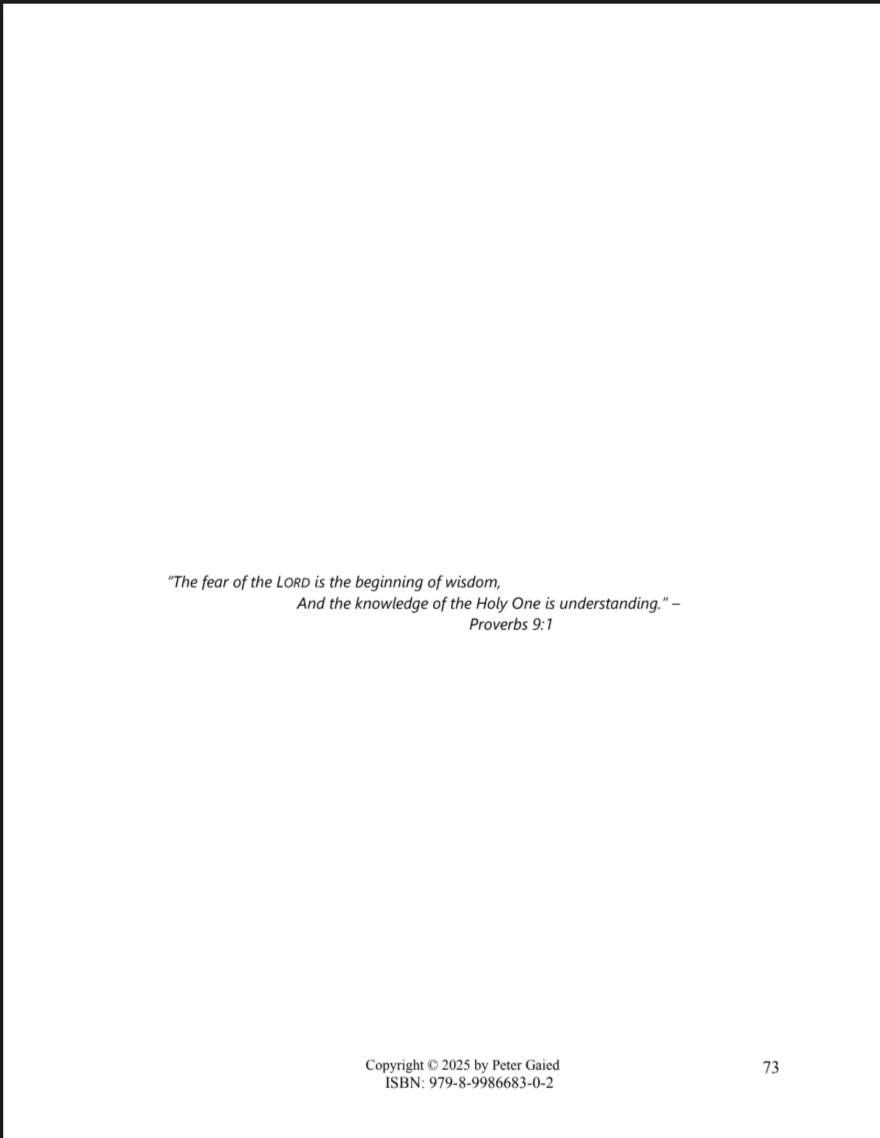 “The fear of the LORD is the beginning of wisdom,
And the knowledge of the Holy One is understanding.” –
Proverbs 9:1
Copyright © 2025 by Peter Gaied
ISBN: 979-8-9986683-0-2
73